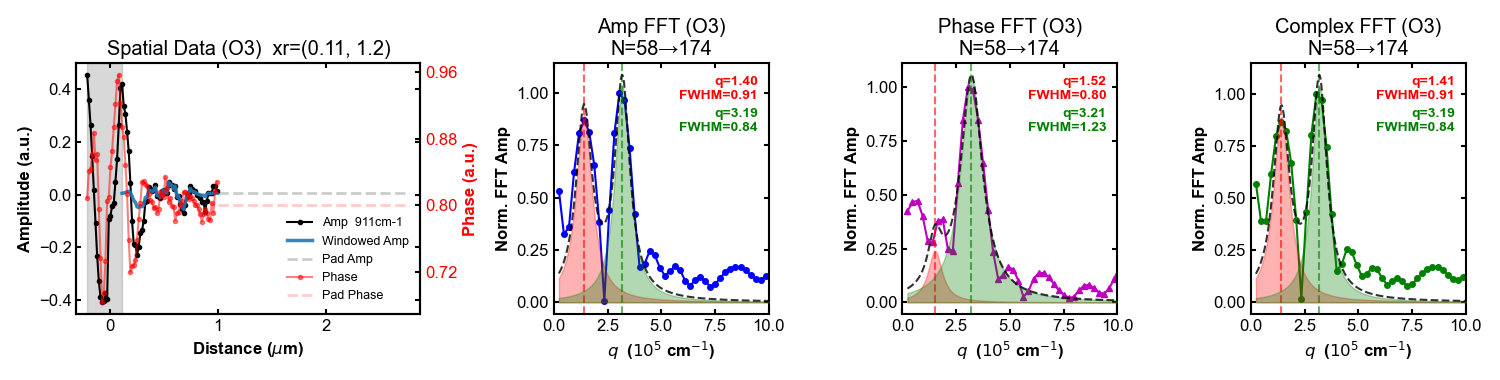 Spatial Data (O3)  xr=(0.11, 1.2)
Amplitude (a.u.)
0.4
0.2
0.0
−0.2
−0.4
0
1
2
Distance (μm)
0.96
0.88
0.80
0.72
Phase (a.u.)
Amp  911cm-1
Windowed Amp
Pad Amp
Phase
Pad Phase
Amp FFT (O3)
N=58→174
Norm. FFT Amp
1.00
0.75
0.50
0.25
0.00
0.0
2.5
5.0
7.5
10.0
q (10⁵ cm⁻¹)
q=1.40
FWHM=0.91
q=3.19
FWHM=0.84
Phase FFT (O3)
N=58→174
Norm. FFT Amp
1.00
0.75
0.50
0.25
0.00
0.0
2.5
5.0
7.5
10.0
q (10⁵ cm⁻¹)
q=1.52
FWHM=0.80
q=3.21
FWHM=1.23
Complex FFT (O3)
N=58→174
Norm. FFT Amp
1.00
0.75
0.50
0.25
0.00
0.0
2.5
5.0
7.5
10.0
q (10⁵ cm⁻¹)
q=1.41
FWHM=0.91
q=3.19
FWHM=0.84